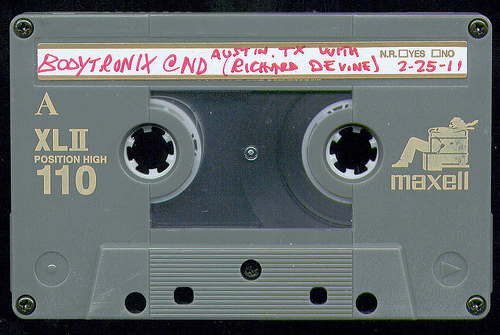 AUSTIN, TX WITH
BODYTRONIX @ND (RICHARD DEVINE)
N.R. YES NO
2-25-11
A
XLII
POSITION HIGH
110
maxell